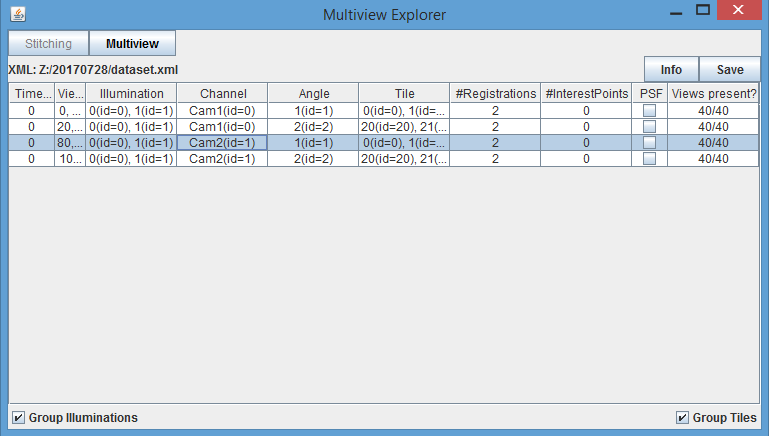 Multiview Explorer
Stitching Multiview
XML: Z:/20170728/dataset.xml Info Save
Time... Vie... Illumination Channel Angle Tile #Registrations #InterestPoints PSF Views present?
0 0, ... 0(id=0), 1(id=1) Cam1(id=0) 1(id=1) 0(id=0), 1(id=... 2 0 40/40
0 20,... 0(id=0), 1(id=1) Cam1(id=0) 2(id=2) 20(id=20), 21(... 2 0 40/40
0 80,... 0(id=0), 1(id=1) Cam2(id=1) 1(id=1) 0(id=0), 1(id=... 2 0 40/40
0 10... 0(id=0), 1(id=1) Cam2(id=1) 2(id=2) 20(id=20), 21(... 2 0 40/40
Group Illuminations Group Tiles